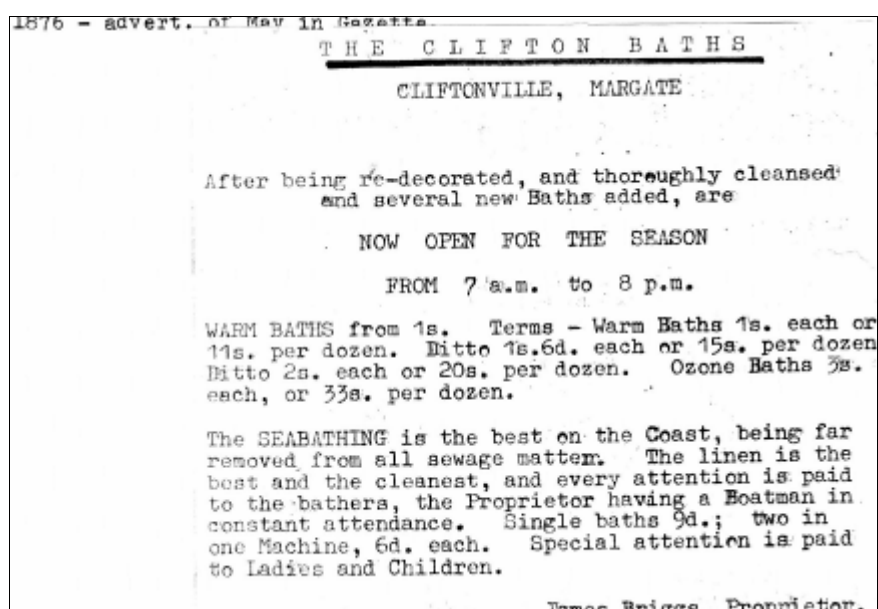 1876 - advert. of May in Gazette.
THE CLIFTON BATHS
CLIFTONVILLE, MARGATE
After being re-decorated, and thoroughly cleansed
and several new Baths added, are
NOW OPEN FOR THE SEASON
FROM 7 a.m. to 8 p.m.
WARM BATHS from 1s. Terms - Warm Baths 1s. each or
11s. per dozen. Ditto 1s.6d. each or 15s. per dozen
Ditto 2s. each or 20s. per dozen. Ozone Baths 3s.
each, or 33s. per dozen.
The SEABATHING is the best on the Coast, being far
removed from all sewage matter. The linen is the
best and the cleanest, and every attention is paid
to the bathers, the Proprietor having a Boatman in
constant attendance. Single baths 9d.; two in
one Machine, 6d. each. Special attention is paid
to Ladies and Children.
James Briggs, Proprietor.